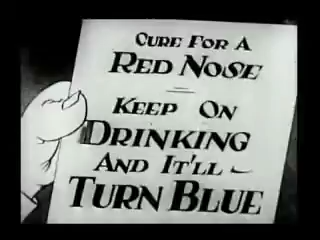 CURE FOR A
RED NOSE
—
KEEP ON
DRINKING
AND IT'LL –
TURN BLUE